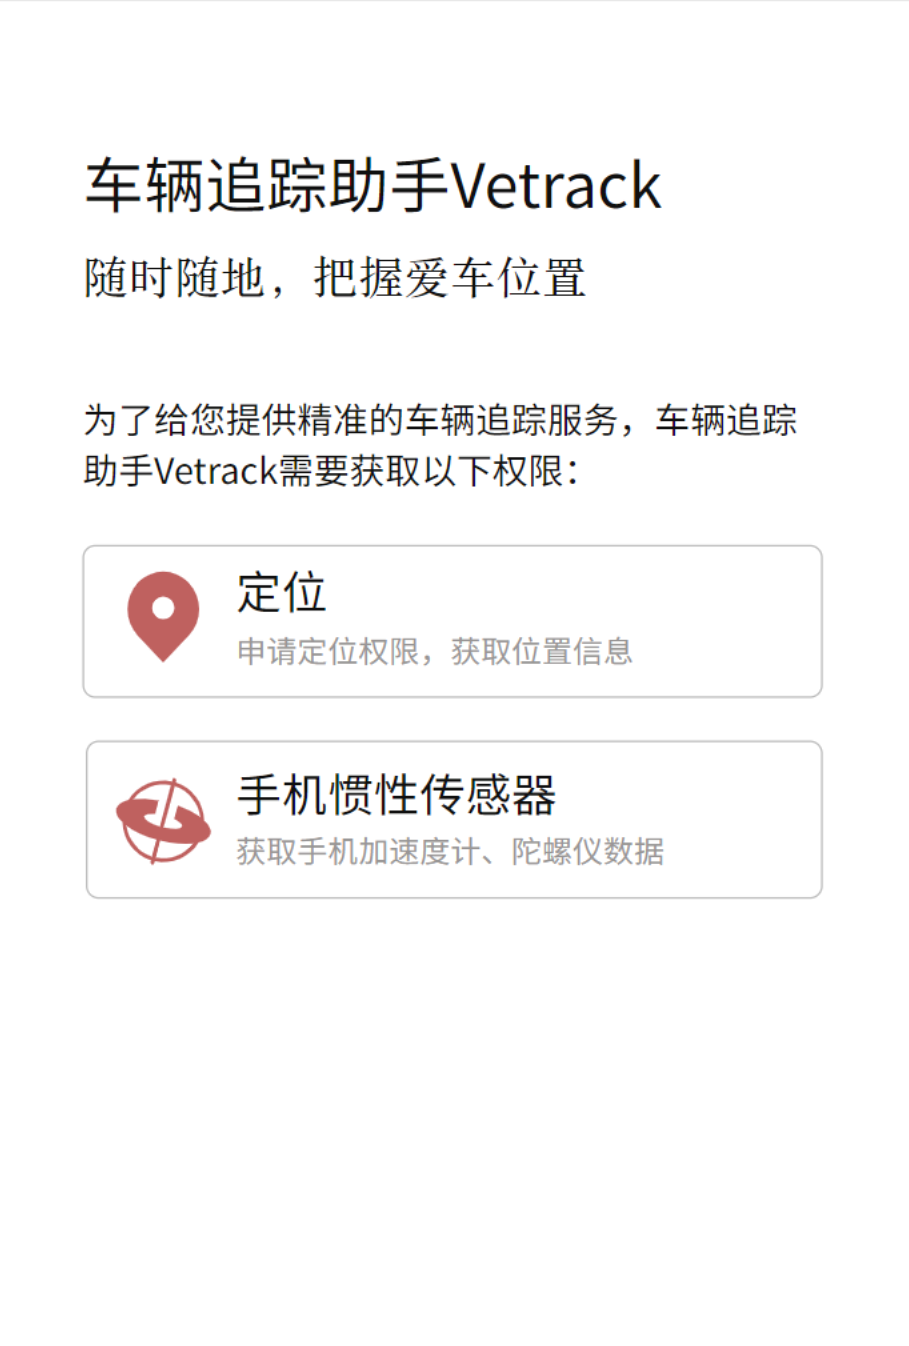 车辆追踪助手Vetrack
随时随地，把握爱车位置
为了给您提供精准的车辆追踪服务，车辆追踪
助手Vetrack需要获取以下权限：
定位
申请定位权限，获取位置信息
手机惯性传感器
获取手机加速度计、陀螺仪数据